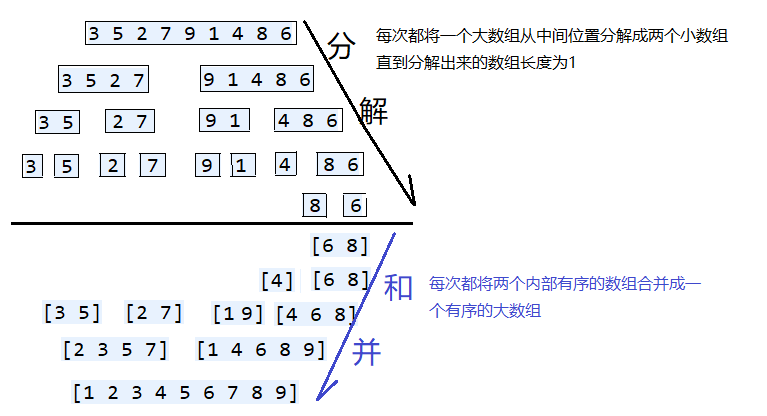 3 5 2 7 9 1 4 8 6
分
每次都将一个大数组从中间位置分解成两个小数组
直到分解出来的数组长度为1
3 5 2 7 9 1 4 8 6
解
3 5 2 7 9 1 4 8 6
3 5 2 7 9 1 4 8 6
8 6
[6 8]
[4] [6 8]
和
每次都将两个内部有序的数组合并成一
个有序的大数组
[3 5] [2 7] [1 9] [4 6 8]
[2 3 5 7] [1 4 6 8 9]
并
[1 2 3 4 5 6 7 8 9]